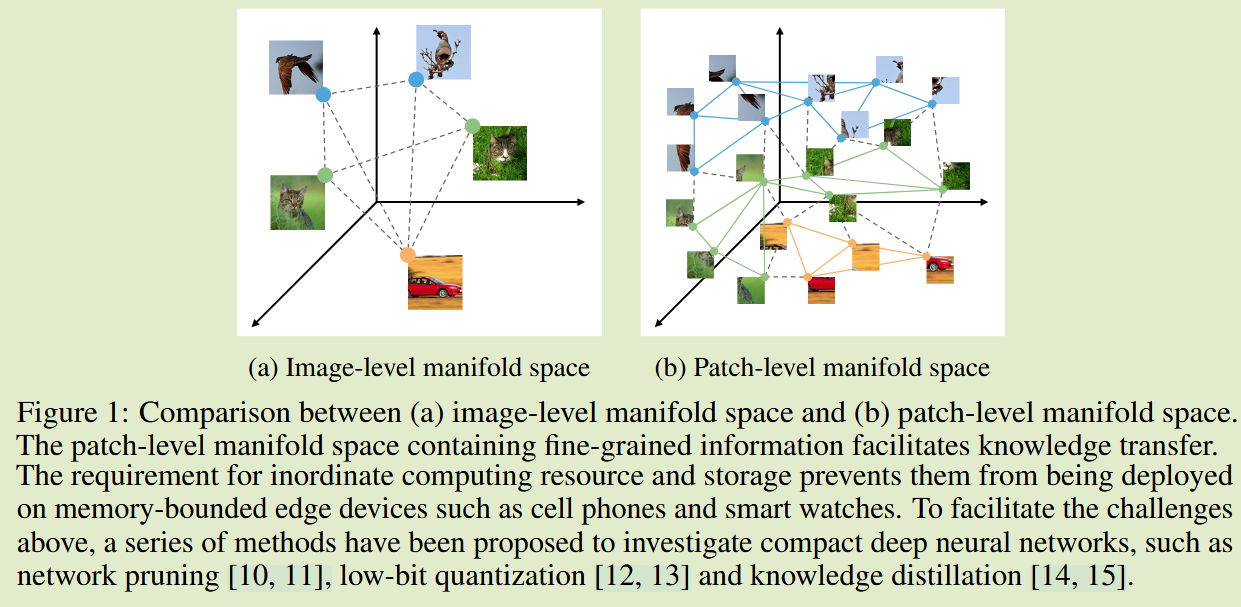 (a) Image-level manifold space
(b) Patch-level manifold space
Figure 1: Comparison between (a) image-level manifold space and (b) patch-level manifold space.
The patch-level manifold space containing fine-grained information facilitates knowledge transfer.
The requirement for inordinate computing resource and storage prevents them from being deployed
on memory-bounded edge devices such as cell phones and smart watches. To facilitate the challenges
above, a series of methods have been proposed to investigate compact deep neural networks, such as
network pruning [10, 11], low-bit quantization [12, 13] and knowledge distillation [14, 15].